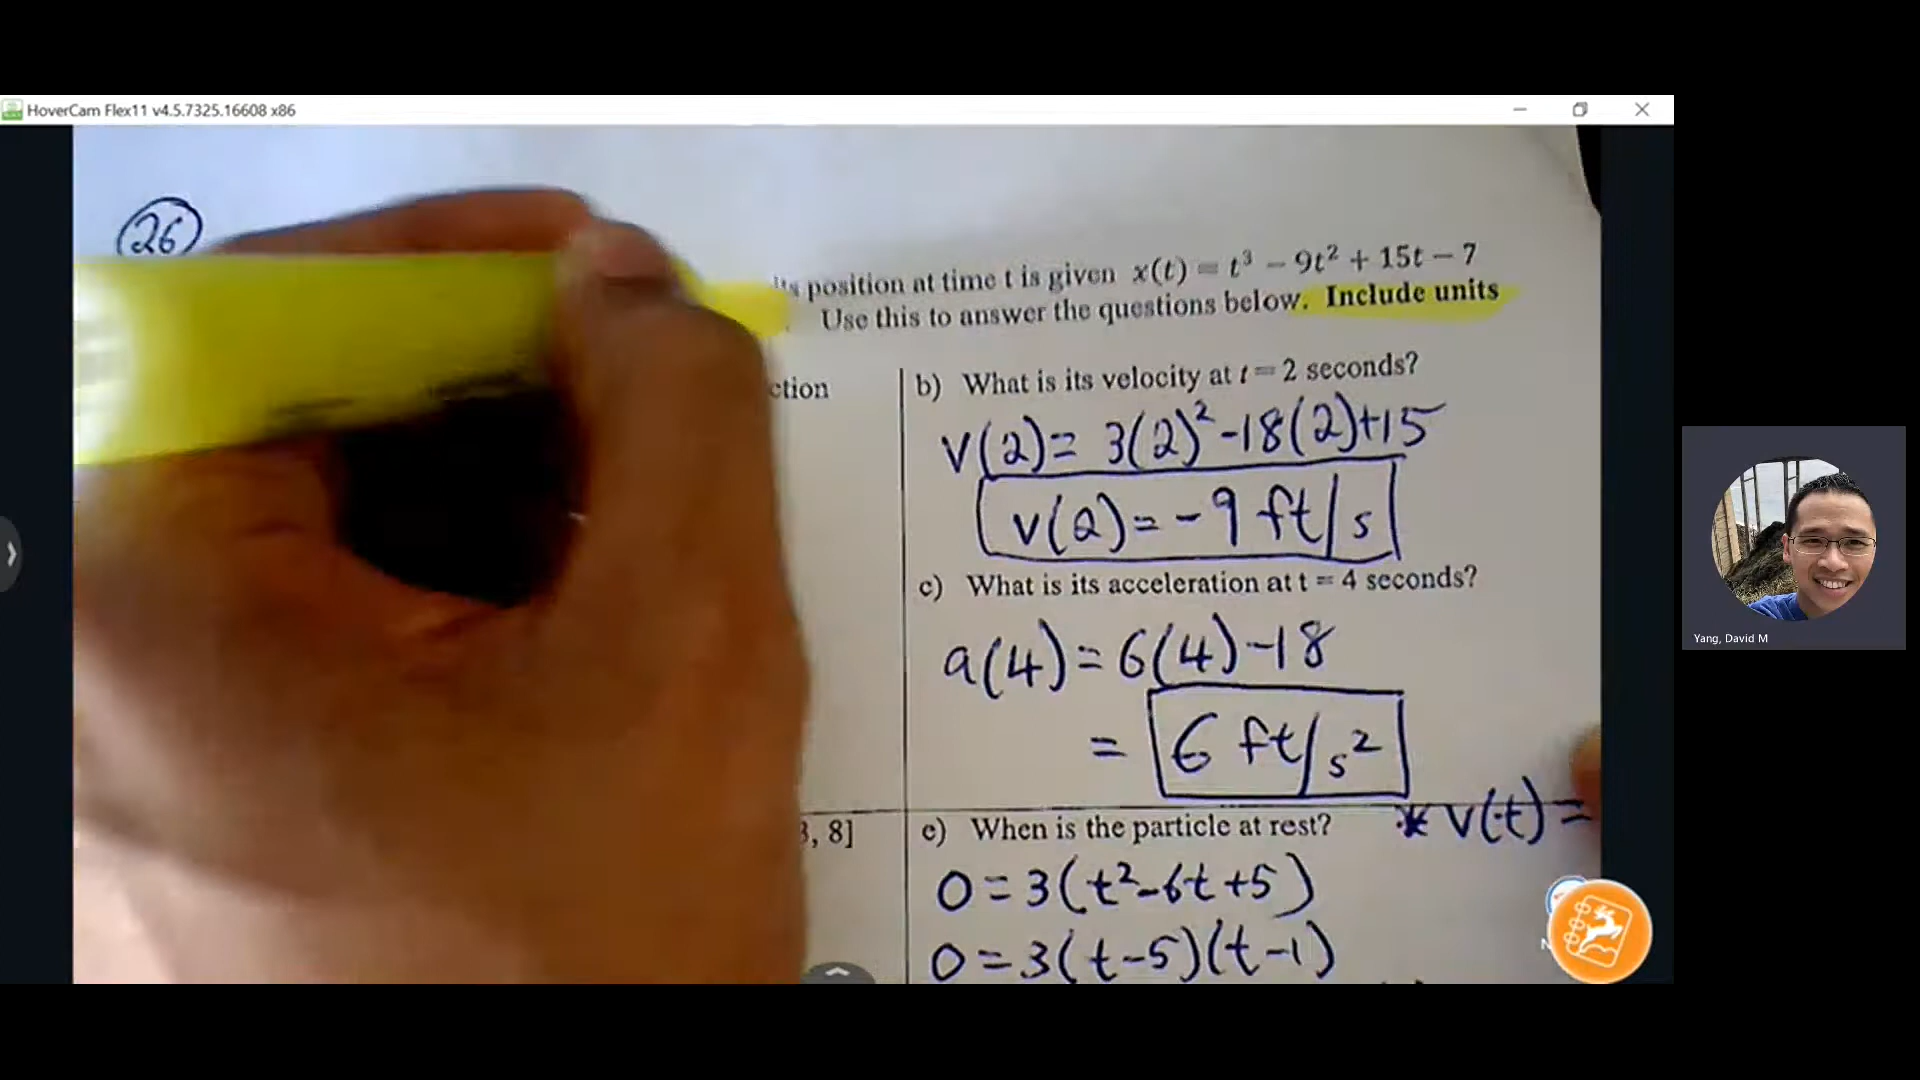 HoverCam Flex11 v4.5.7325.16608 x86
26
its position at time t is given x(t) = t³ − 9t² + 15t − 7
Use this to answer the questions below. Include units
ction
b) What is its velocity at t = 2 seconds?
v(2)= 3(2)²-18(2)+15
v(2)= -9 ft/s
c) What is its acceleration at t = 4 seconds?
a(4)=6(4)-18
= 6 ft/s²
, 8]
e) When is the particle at rest?
* v(t)=
0=3(t²-6t+5)
0=3(t-5)(t-1)
Yang, David M